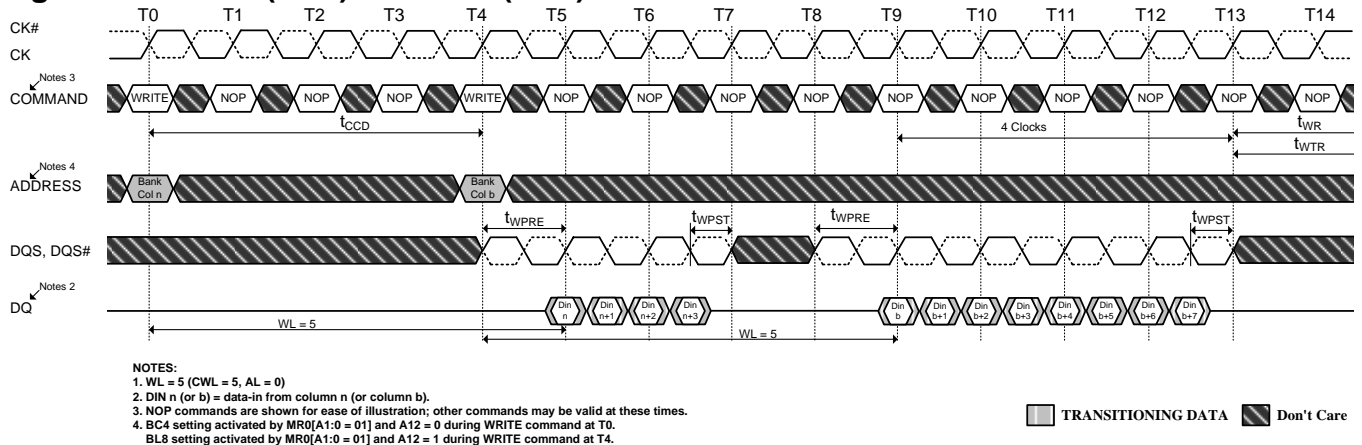 T0 T1 T2 T3 T4 T5 T6 T7 T8 T9 T10 T11 T12 T13 T14
CK#
CK
Notes 3
COMMAND
WRITE NOP NOP NOP WRITE NOP NOP NOP NOP NOP NOP NOP NOP NOP NOP
tCCD
4 Clocks
tWR
tWTR
Notes 4
ADDRESS
Bank Col n
Bank Col b
tWPRE
tWPST
tWPRE
tWPST
DQS, DQS#
Notes 2
DQ
Din n
Din n+1
Din n+2
Din n+3
Din b
Din b+1
Din b+2
Din b+3
Din b+4
Din b+5
Din b+6
Din b+7
WL = 5
WL = 5
NOTES:
1. WL = 5 (CWL = 5, AL = 0)
2. DIN n (or b) = data-in from column n (or column b).
3. NOP commands are shown for ease of illustration; other commands may be valid at these times.
4. BC4 setting activated by MR0[A1:0 = 01] and A12 = 0 during WRITE command at T0.
BL8 setting activated by MR0[A1:0 = 01] and A12 = 1 during WRITE command at T4.
TRANSITIONING DATA
Don't Care